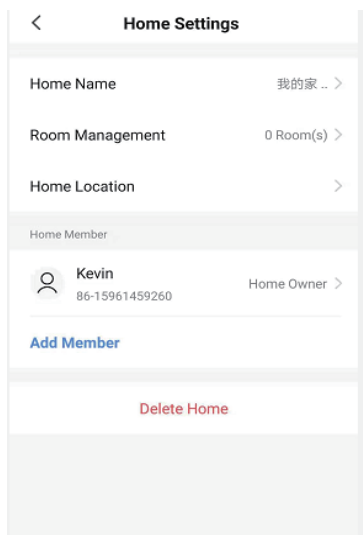 Home Settings
Home Name 我的家 ..
Room Management 0 Room(s)
Home Location
Home Member
Kevin
86-15961459260
Home Owner
Add Member
Delete Home